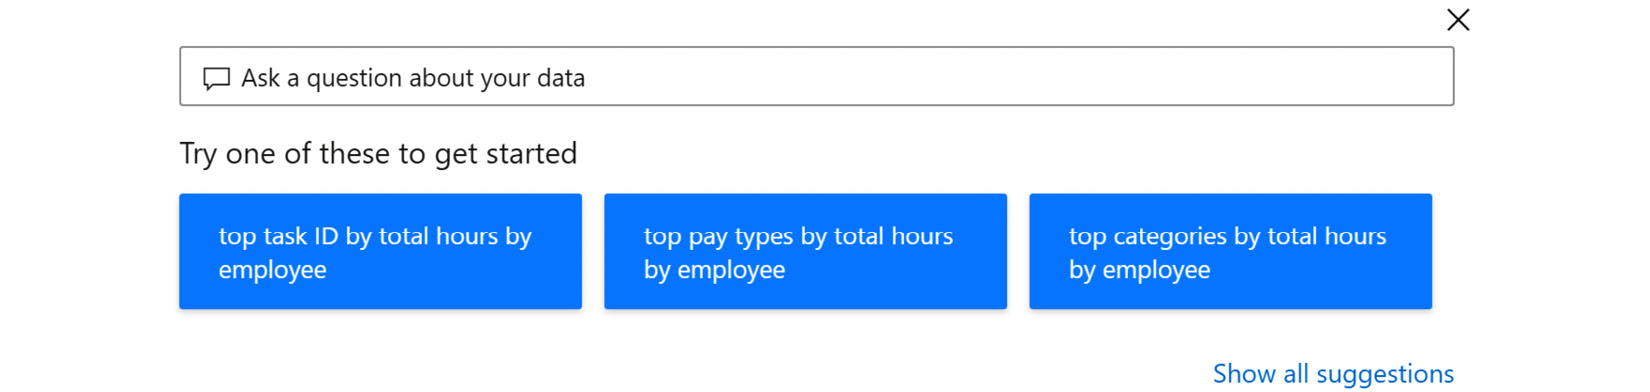 Ask a question about your data
Try one of these to get started
top task ID by total hours by
employee
top pay types by total hours
by employee
top categories by total hours
by employee
Show all suggestions